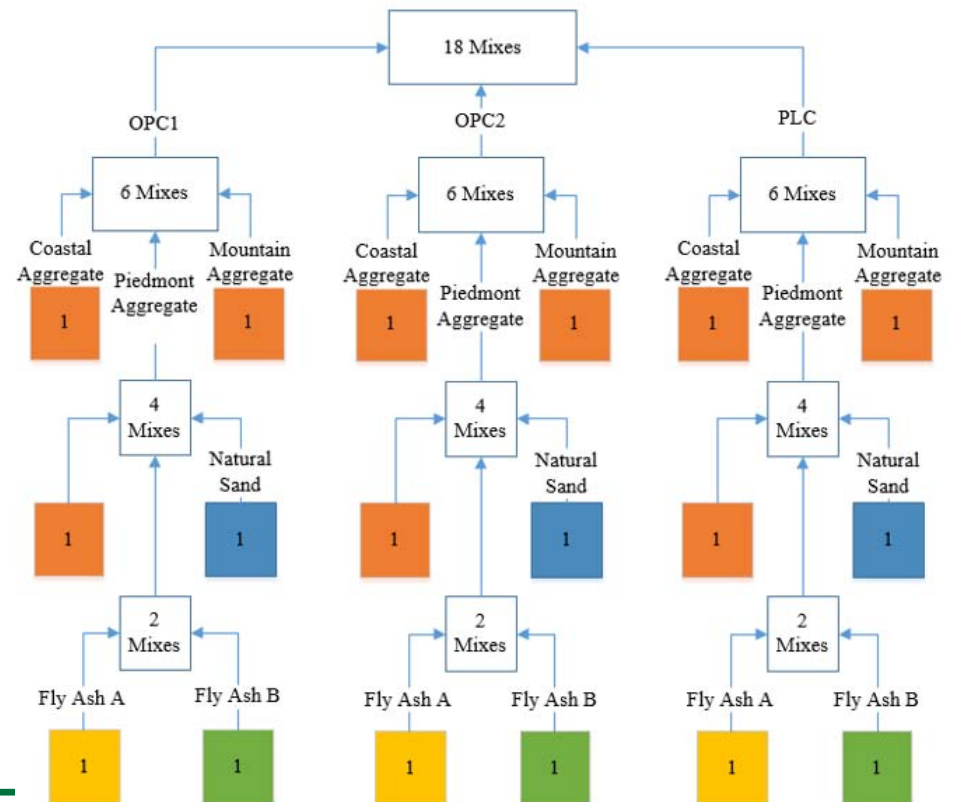 18 Mixes
OPC1
OPC2
PLC
6 Mixes
6 Mixes
6 Mixes
Coastal
Aggregate
Piedmont
Aggregate
Mountain
Aggregate
Coastal
Aggregate
Piedmont
Aggregate
Mountain
Aggregate
Coastal
Aggregate
Piedmont
Aggregate
Mountain
Aggregate
1
1
1
1
1
1
4
Mixes
4
Mixes
4
Mixes
Natural
Sand
Natural
Sand
Natural
Sand
1
1
1
1
1
1
2
Mixes
2
Mixes
2
Mixes
Fly Ash A
Fly Ash B
Fly Ash A
Fly Ash B
Fly Ash A
Fly Ash B
1
1
1
1
1
1